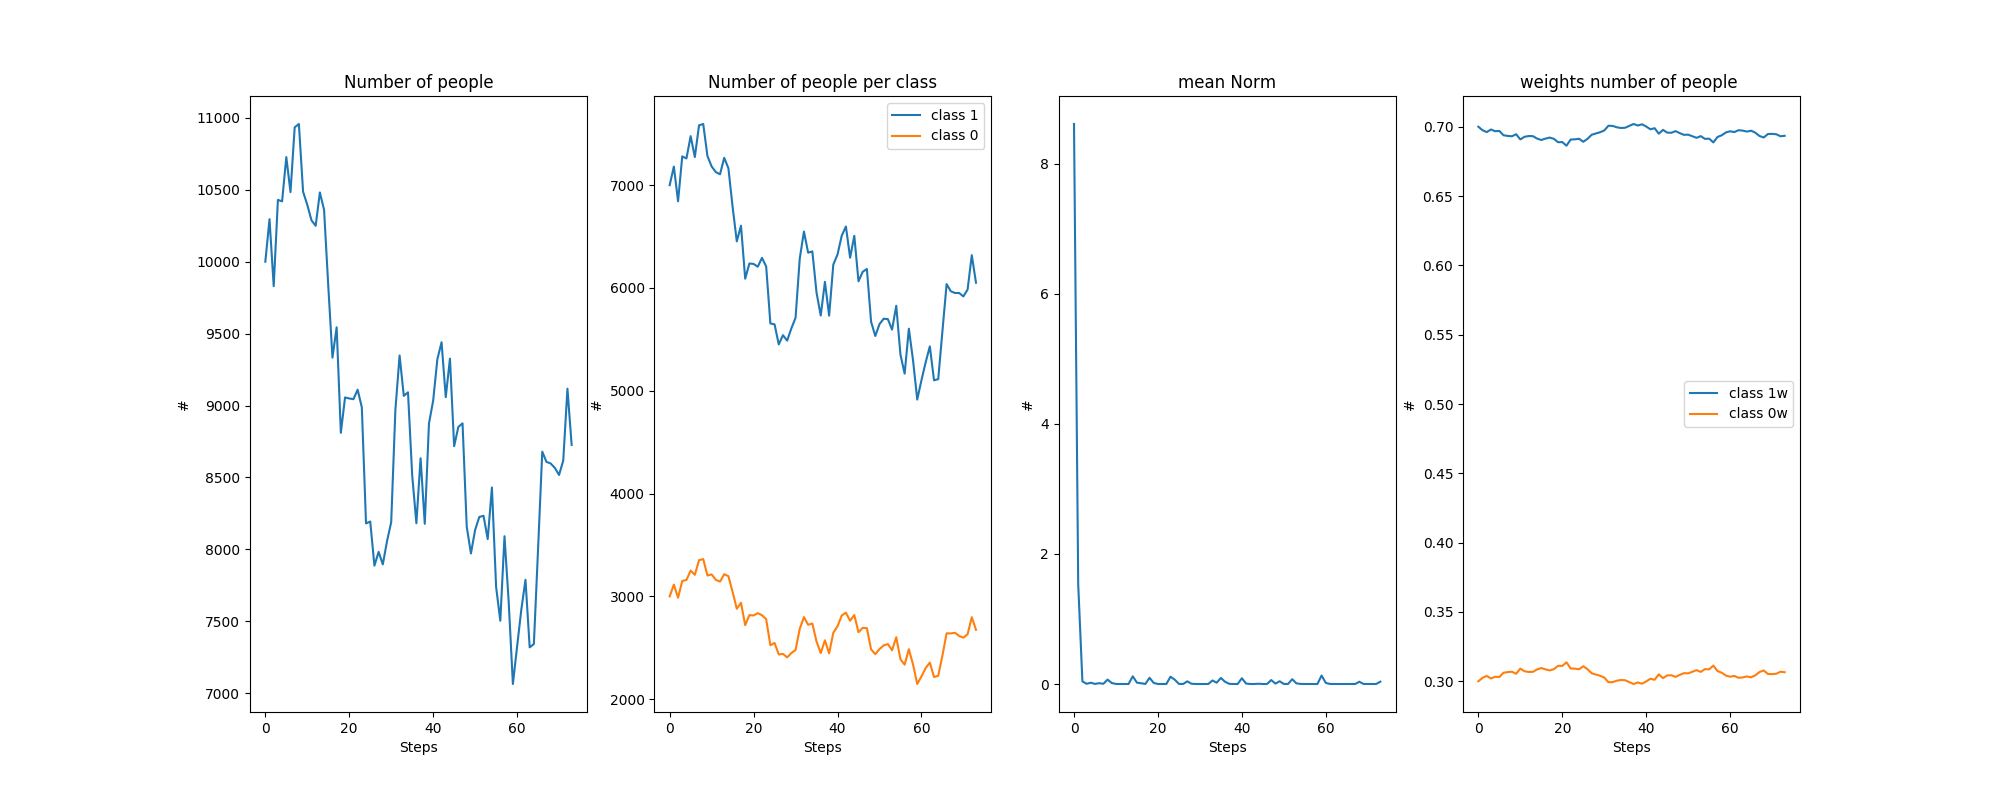 Number of people
11000
10500
10000
9500
9000
8500
8000
7500
7000
#
0 20 40 60
Steps
Number of people per class
class 1
class 0
7000
6000
5000
4000
3000
2000
#
0 20 40 60
Steps
mean Norm
8
6
4
2
0
#
0 20 40 60
Steps
weights number of people
0.70
0.65
0.60
0.55
0.50
0.45
0.40
0.35
0.30
#
class 1w
class 0w
0 20 40 60
Steps